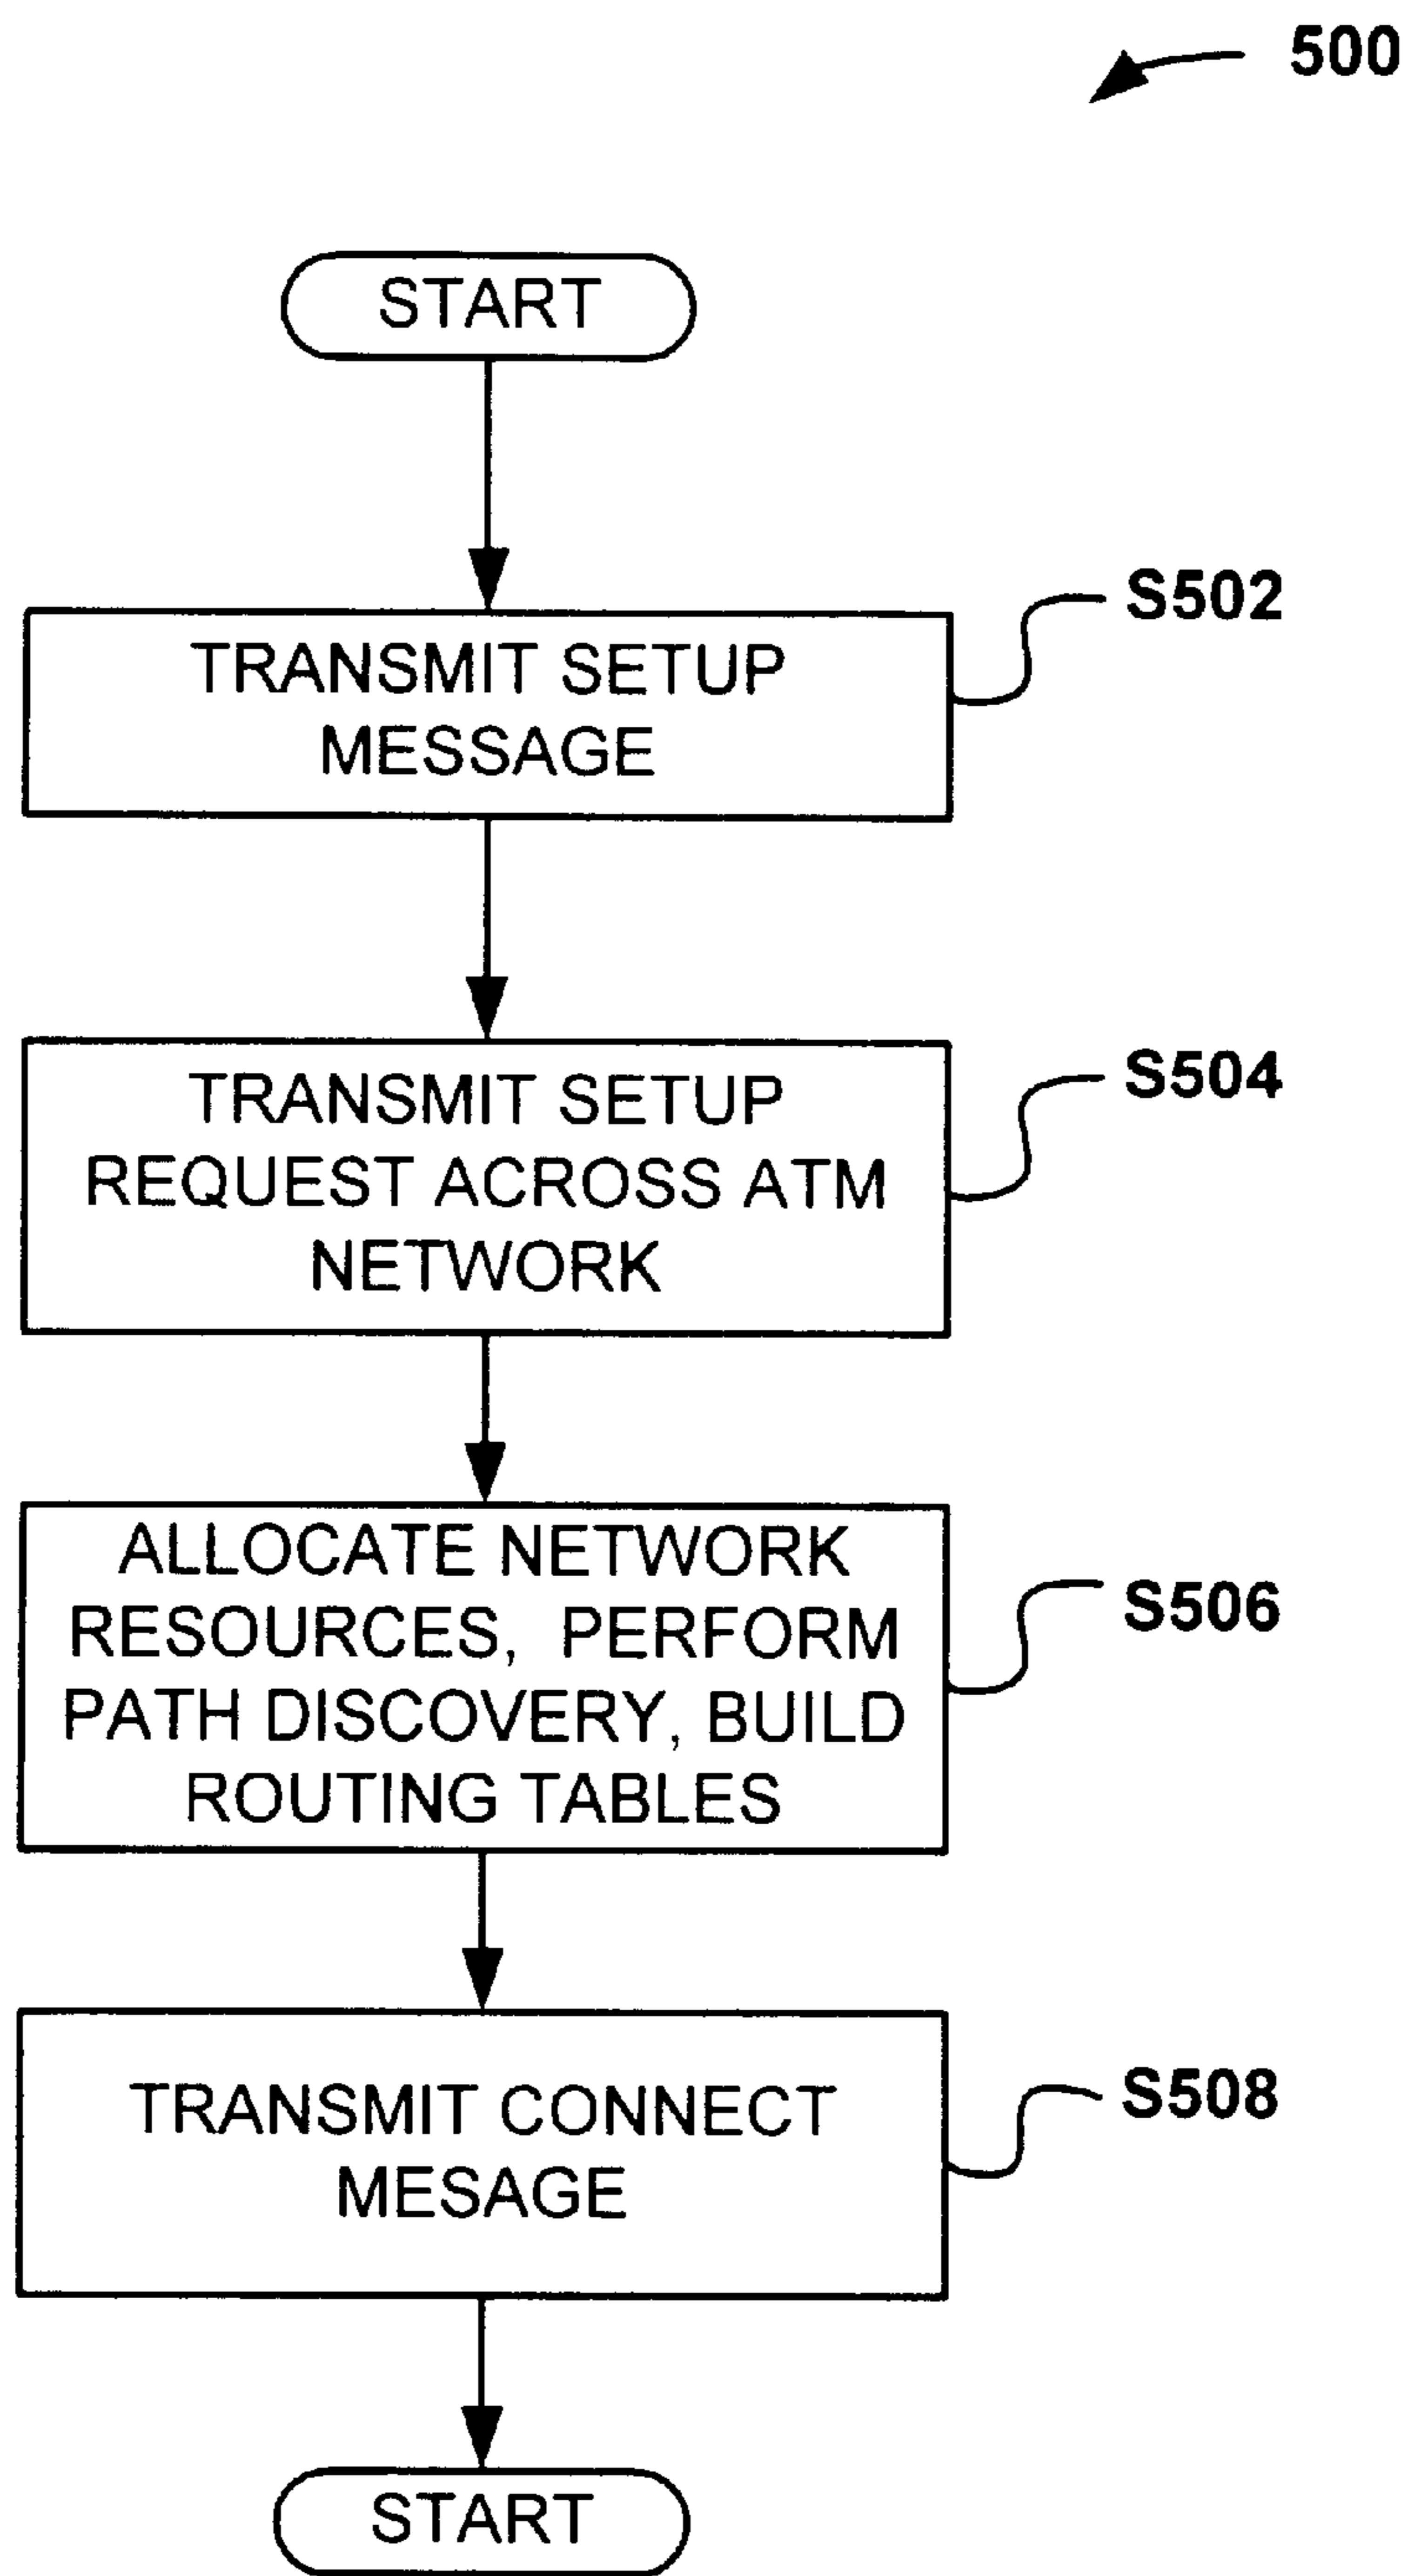 500
START
S502
TRANSMIT SETUP
MESSAGE
S504
TRANSMIT SETUP
REQUEST ACROSS ATM
NETWORK
ALLOCATE NETWORK
S506
RESOURCES, PERFORM
PATH DISCOVERY, BUILD
ROUTING TABLES
S508
TRANSMIT CONNECT
MESAGE
START